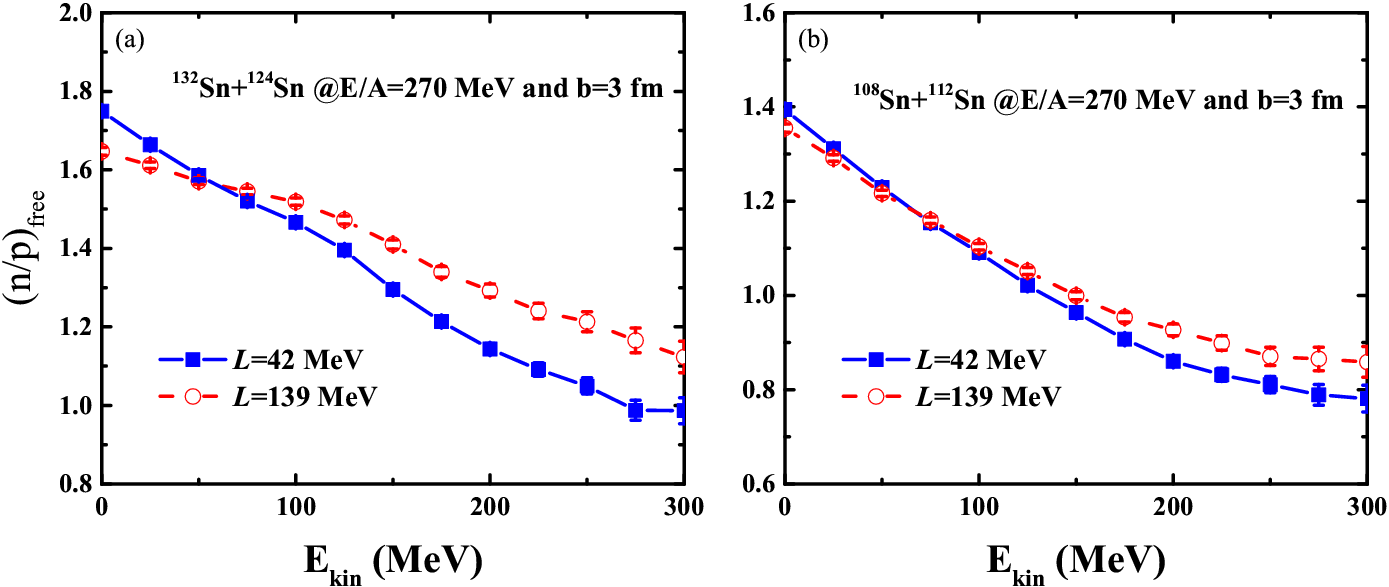 (a)
¹³²Sn+¹²⁴Sn @E/A=270 MeV and b=3 fm
2.0
1.8
1.6
1.4
1.2
1.0
0.8
(n/p)free
L=42 MeV
L=139 MeV
0 100 200 300
Ekin (MeV)
(b)
¹⁰⁸Sn+¹¹²Sn @E/A=270 MeV and b=3 fm
1.6
1.4
1.2
1.0
0.8
0.6
0.4
L=42 MeV
L=139 MeV
0 100 200 300
Ekin (MeV)